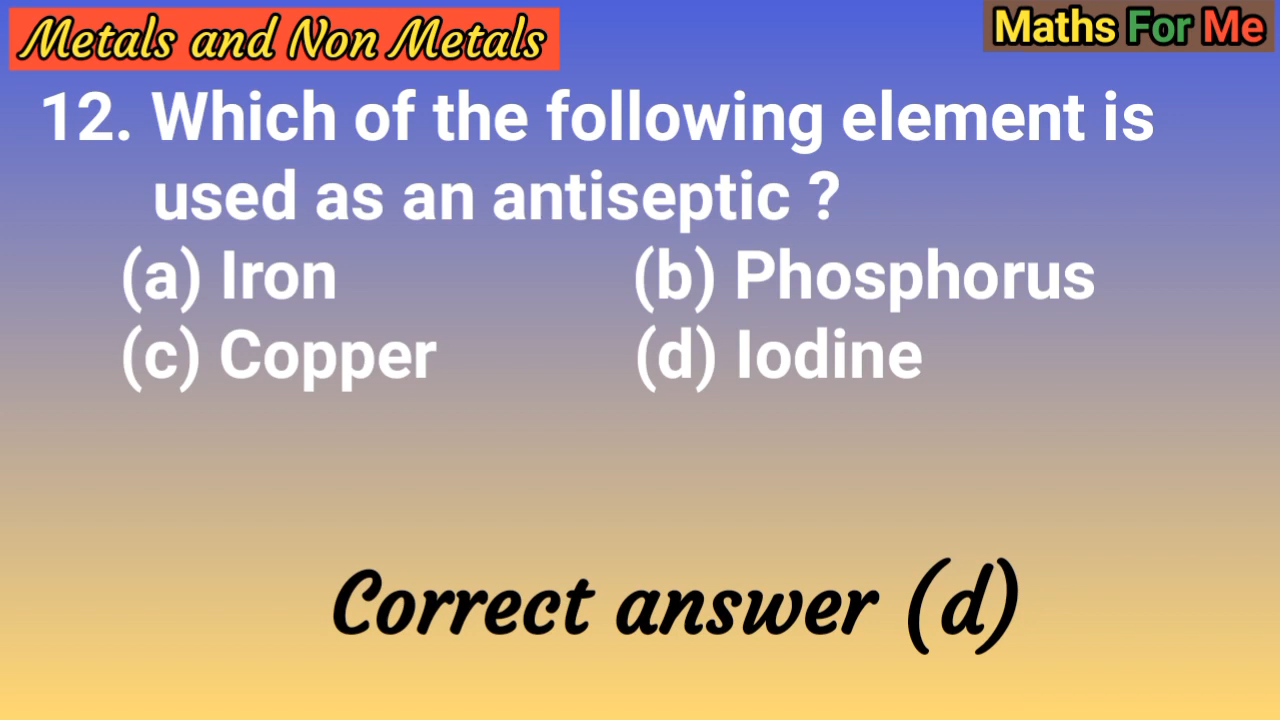 Metals and Non Metals
Maths For Me
12. Which of the following element is
used as an antiseptic ?
(a) Iron (b) Phosphorus
(c) Copper (d) Iodine
Correct answer (d)